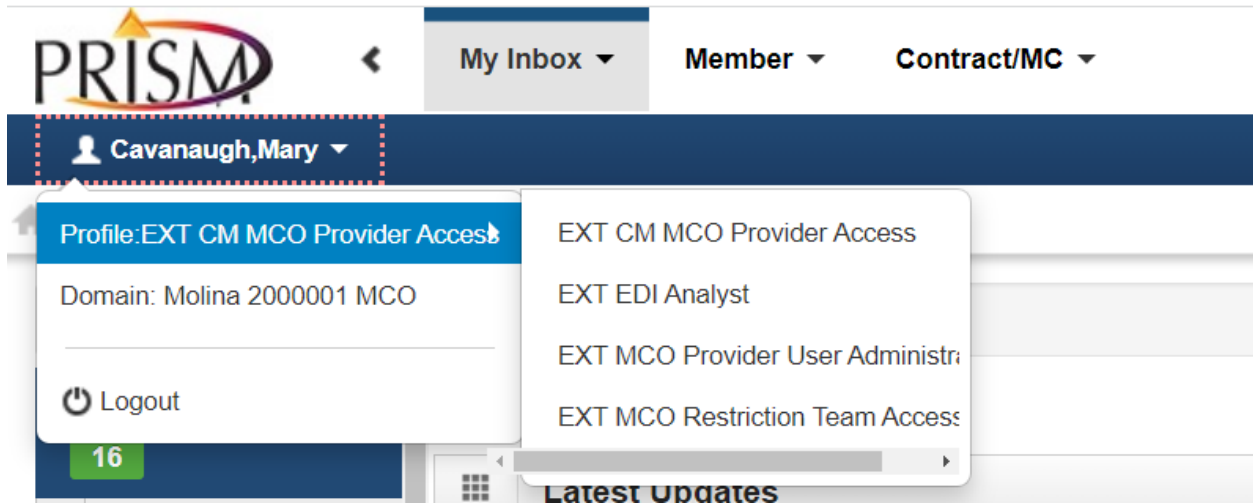 PRISM
My Inbox Member Contract/MC
Cavanaugh,Mary
Profile:EXT CM MCO Provider Access
Domain: Molina 2000001 MCO
Logout
EXT CM MCO Provider Access
EXT EDI Analyst
EXT MCO Provider User Administra
EXT MCO Restriction Team Access
16
Latest Updates